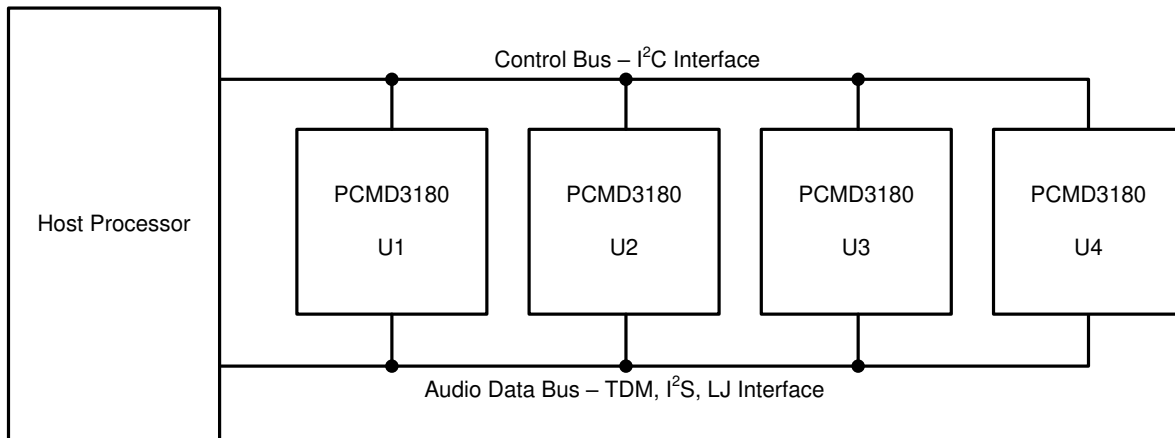 Control Bus – I²C Interface
Host Processor
PCMD3180
U1
PCMD3180
U2
PCMD3180
U3
PCMD3180
U4
Audio Data Bus – TDM, I²S, LJ Interface